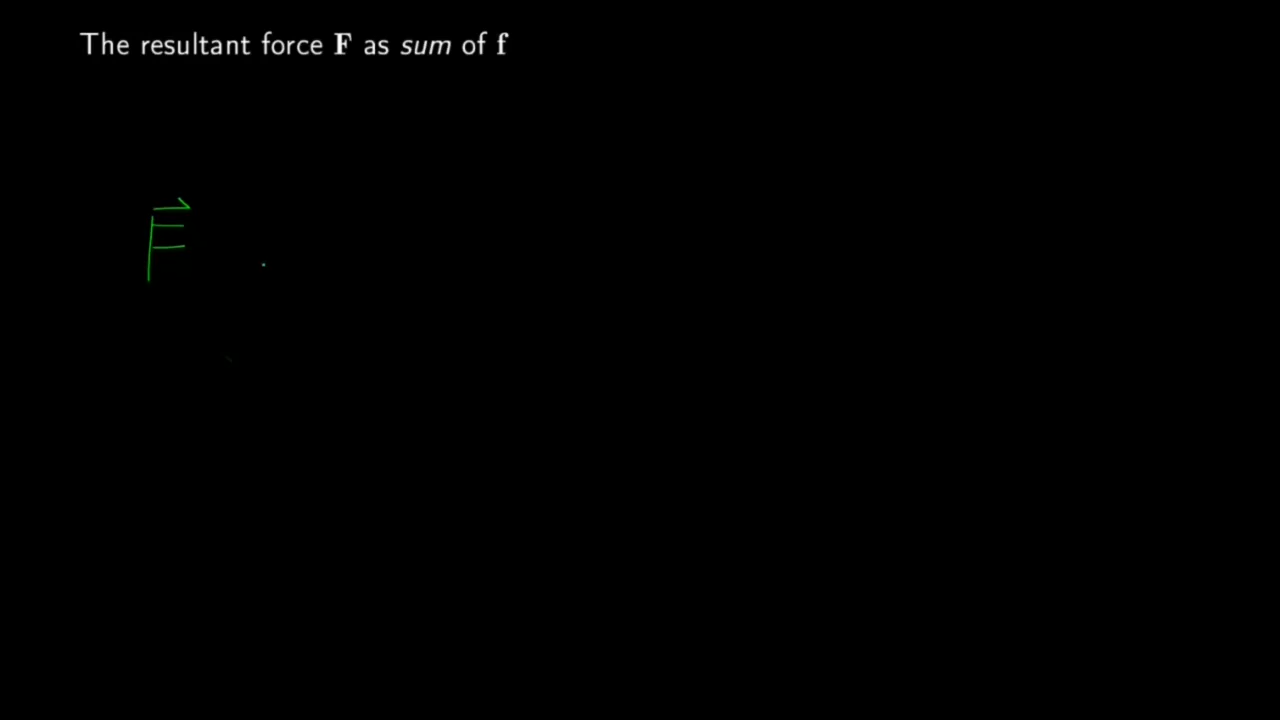 The resultant force F as sum of f
F⃗